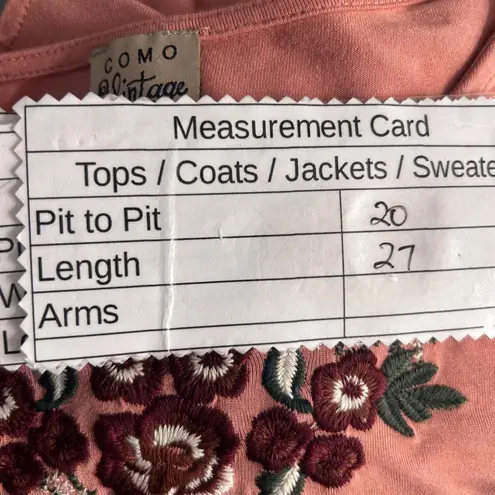 COMO
Vintage
Measurement Card
Tops / Coats / Jackets / Sweate
Pit to Pit 20
Length 27
Arms
P
W
L